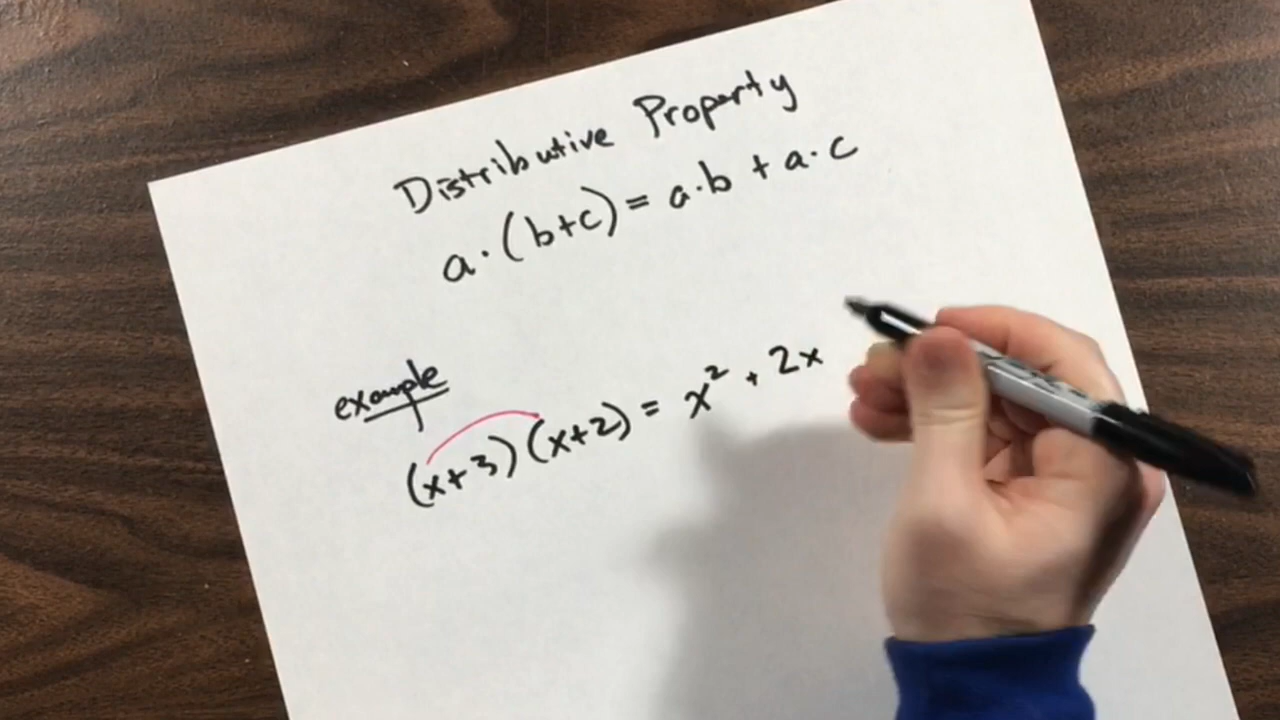 Distributive Property
a·(b+c) = a·b + a·c
example
(x+3)(x+2) = x² + 2x